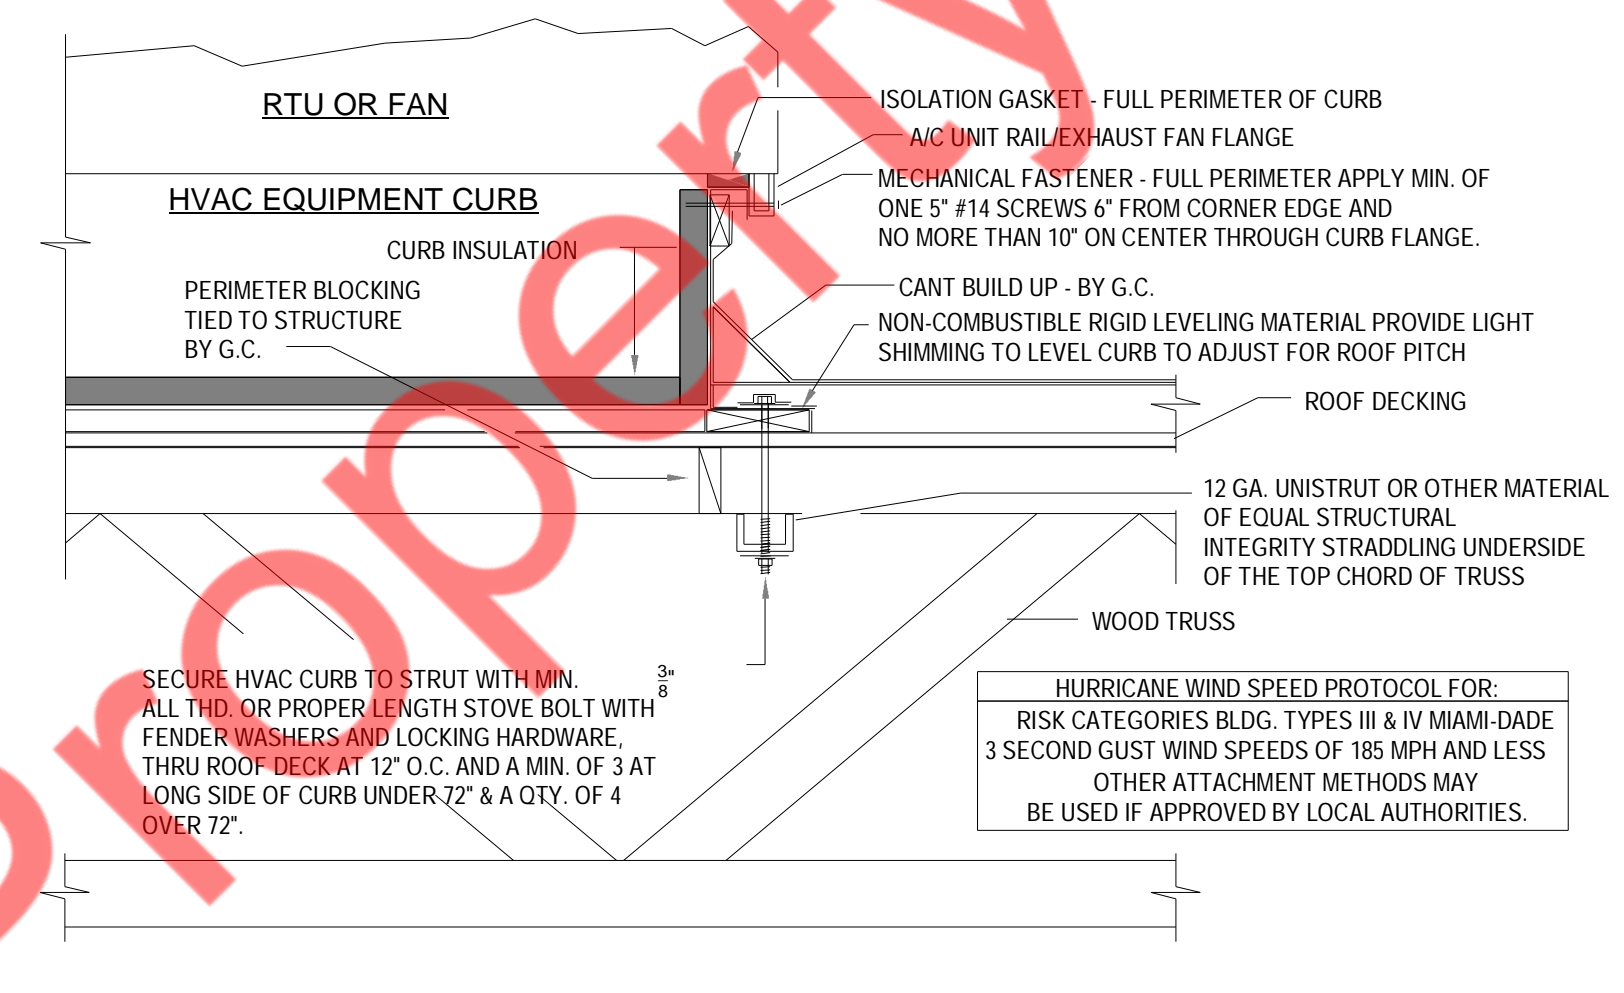 RTU OR FAN
HVAC EQUIPMENT CURB
CURB INSULATION
PERIMETER BLOCKING
TIED TO STRUCTURE
BY G.C.
ISOLATION GASKET - FULL PERIMETER OF CURB
A/C UNIT RAIL/EXHAUST FAN FLANGE
MECHANICAL FASTENER - FULL PERIMETER APPLY MIN. OF
ONE 5" #14 SCREWS 6" FROM CORNER EDGE AND
NO MORE THAN 10" ON CENTER THROUGH CURB FLANGE.
CANT BUILD UP - BY G.C.
NON-COMBUSTIBLE RIGID LEVELING MATERIAL PROVIDE LIGHT
SHIMMING TO LEVEL CURB TO ADJUST FOR ROOF PITCH
ROOF DECKING
12 GA. UNISTRUT OR OTHER MATERIAL
OF EQUAL STRUCTURAL
INTEGRITY STRADDLING UNDERSIDE
OF THE TOP CHORD OF TRUSS
WOOD TRUSS
SECURE HVAC CURB TO STRUT WITH MIN. 3/8"
ALL THD. OR PROPER LENGTH STOVE BOLT WITH
FENDER WASHERS AND LOCKING HARDWARE,
THRU ROOF DECK AT 12" O.C. AND A MIN. OF 3 AT
LONG SIDE OF CURB UNDER 72" & A QTY. OF 4
OVER 72".
HURRICANE WIND SPEED PROTOCOL FOR:
RISK CATEGORIES BLDG. TYPES III & IV MIAMI-DADE
3 SECOND GUST WIND SPEEDS OF 185 MPH AND LESS
OTHER ATTACHMENT METHODS MAY
BE USED IF APPROVED BY LOCAL AUTHORITIES.
Property